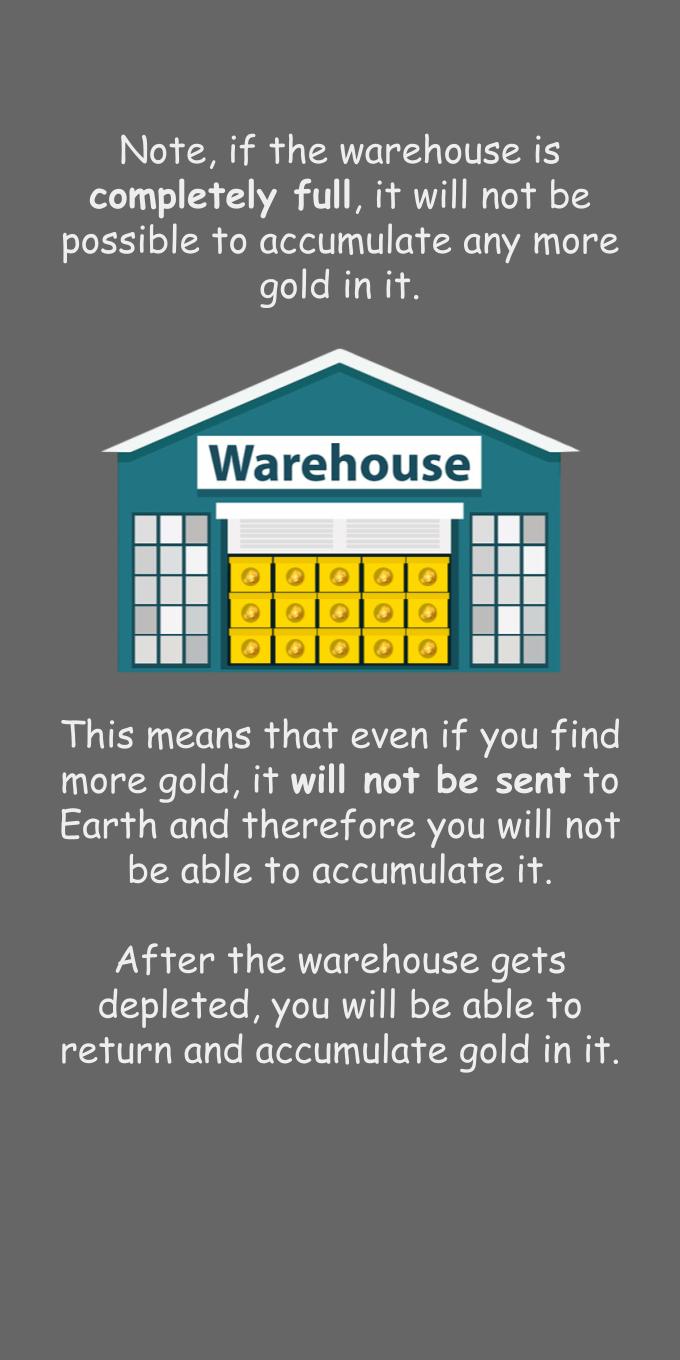 Note, if the warehouse is
completely full, it will not be
possible to accumulate any more
gold in it.
Warehouse
This means that even if you find
more gold, it will not be sent to
Earth and therefore you will not
be able to accumulate it.
After the warehouse gets
depleted, you will be able to
return and accumulate gold in it.